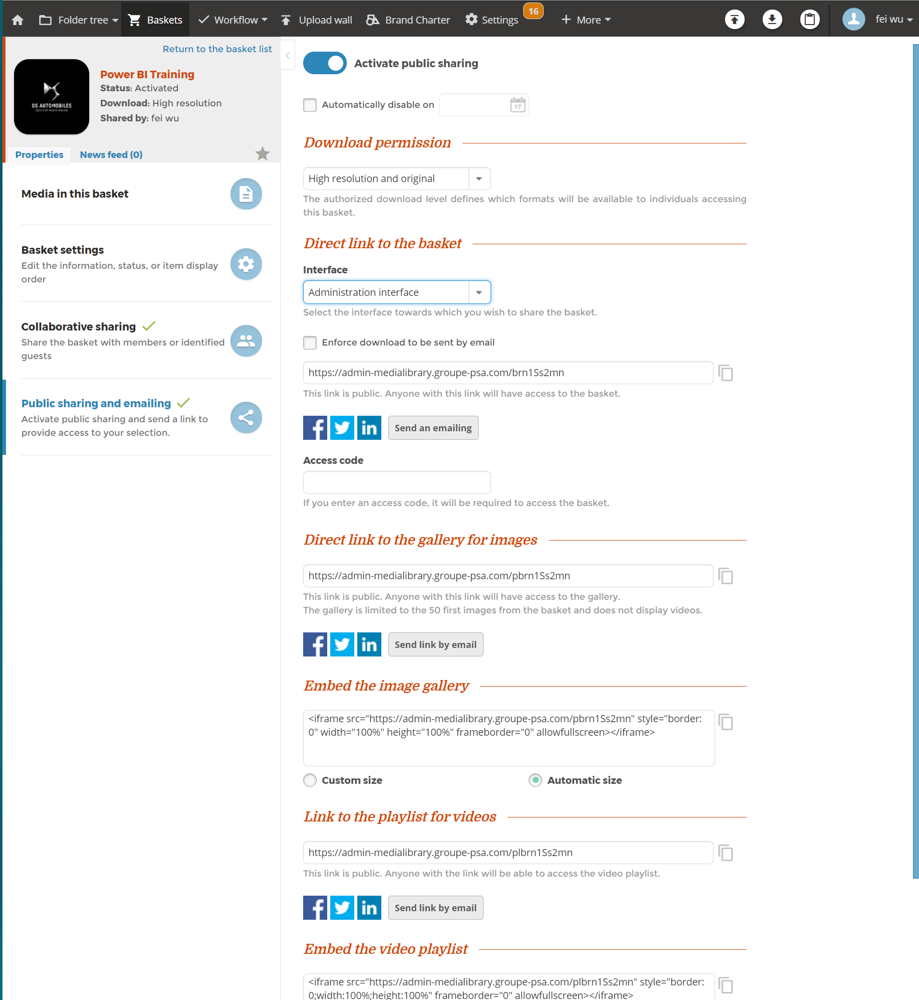 Folder tree
Baskets
Workflow
Upload wall
Brand Charter
Settings
16
More
fei wu
Return to the basket list
DS AUTOMOBILES
Spirit of Avant-Garde
Power BI Training
Status: Activated
Download: High resolution
Shared by: fei wu
Properties
News feed (0)
Media in this basket
Basket settings
Edit the information, status, or item display
order
Collaborative sharing
Share the basket with members or identified
guests
Public sharing and emailing
Activate public sharing and send a link to
provide access to your selection.
Activate public sharing
Automatically disable on
17
Download permission
High resolution and original
The authorized download level defines which formats will be available to individuals accessing
this basket.
Direct link to the basket
Interface
Administration interface
Select the interface towards which you wish to share the basket.
Enforce download to be sent by email
https://admin-medialibrary.groupe-psa.com/brn1Ss2mn
This link is public. Anyone with this link will have access to the basket.
Send an emailing
Access code
If you enter an access code, it will be required to access the basket.
Direct link to the gallery for images
https://admin-medialibrary.groupe-psa.com/pbrn1Ss2mn
This link is public. Anyone with this link will have access to the gallery.
The gallery is limited to the 50 first images from the basket and does not display videos.
Send link by email
Embed the image gallery
<iframe src="https://admin-medialibrary.groupe-psa.com/pbrn1Ss2mn" style="border:
0" width="100%" height="100%" frameborder="0" allowfullscreen></iframe>
Custom size
Automatic size
Link to the playlist for videos
https://admin-medialibrary.groupe-psa.com/plbrn1Ss2mn
This link is public. Anyone with the link will be able to access the video playlist.
Send link by email
Embed the video playlist
<iframe src="https://admin-medialibrary.groupe-psa.com/plbrn1Ss2mn" style="border:
0;width:100%;height:100%" frameborder="0" allowfullscreen></iframe>